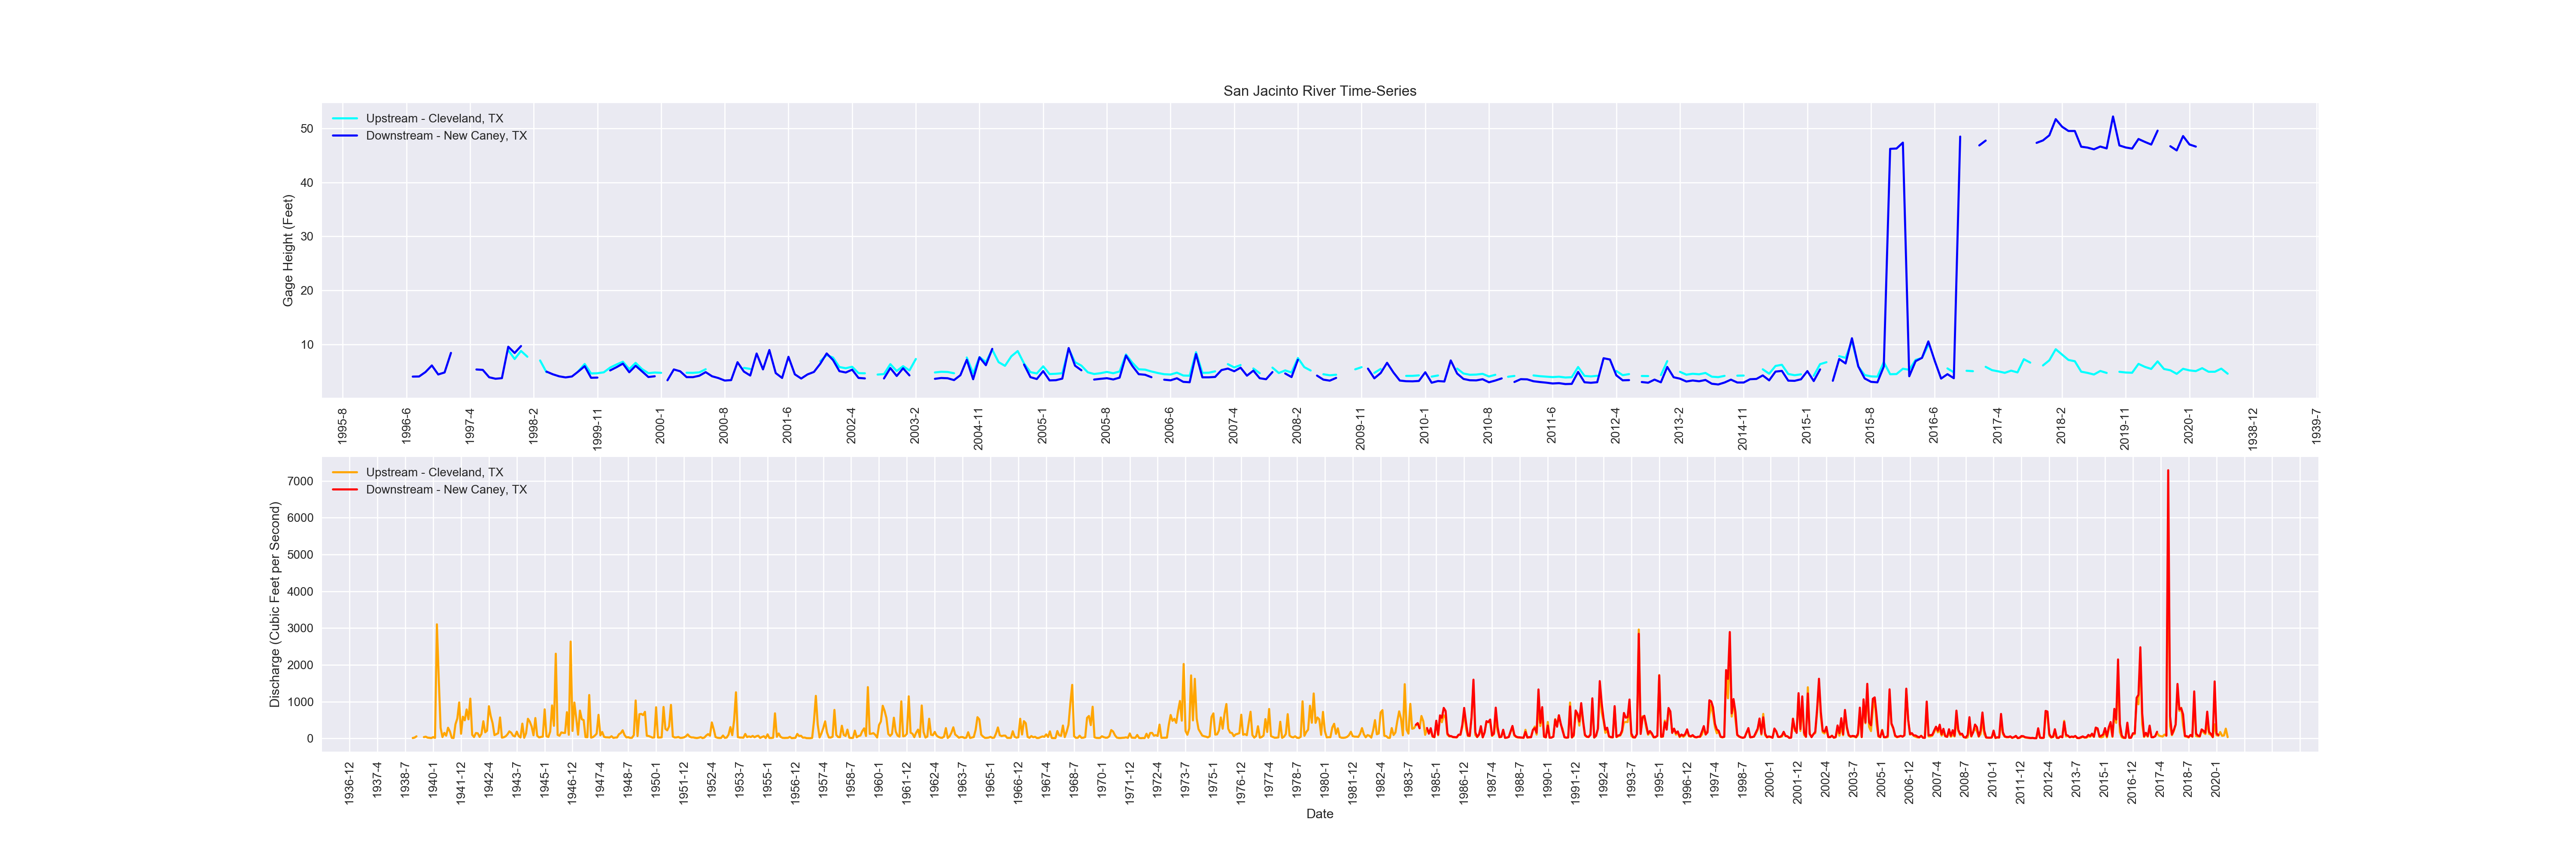 San Jacinto River Time-Series
Upstream - Cleveland, TX
Downstream - New Caney, TX
50
40
30
20
10
Gage Height (Feet)
1995-8 1996-6 1997-4 1998-2 1999-11 2000-1 2000-8 2001-6 2002-4 2003-2 2004-11 2005-1 2005-8 2006-6 2007-4 2008-2 2009-11 2010-1 2010-8 2011-6 2012-4 2013-2 2014-11 2015-1 2015-8 2016-6 2017-4 2018-2 2019-11 2020-1 1938-12 1939-7
Upstream - Cleveland, TX
Downstream - New Caney, TX
7000
6000
5000
4000
3000
2000
1000
0
Discharge (Cubic Feet per Second)
1936-12 1937-4 1938-7 1940-1 1941-12 1942-4 1943-7 1945-1 1946-12 1947-4 1948-7 1950-1 1951-12 1952-4 1953-7 1955-1 1956-12 1957-4 1958-7 1960-1 1961-12 1962-4 1963-7 1965-1 1966-12 1967-4 1968-7 1970-1 1971-12 1972-4 1973-7 1975-1 1976-12 1977-4 1978-7 1980-1 1981-12 1982-4 1983-7 1985-1 1986-12 1987-4 1988-7 1990-1 1991-12 1992-4 1993-7 1995-1 1996-12 1997-4 1998-7 2000-1 2001-12 2002-4 2003-7 2005-1 2006-12 2007-4 2008-7 2010-1 2011-12 2012-4 2013-7 2015-1 2016-12 2017-4 2018-7 2020-1
Date